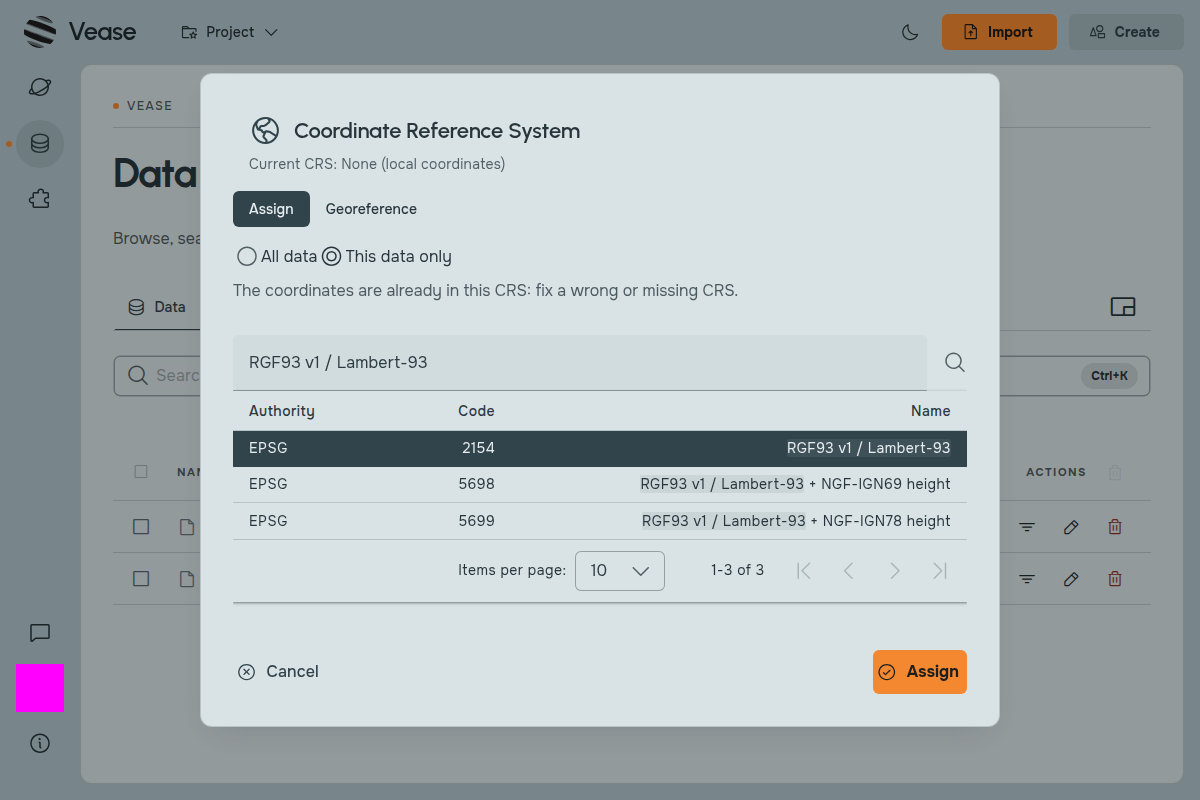 Vease
Project
Import
Create
VEASE
Data
Browse, sea
Data
Searc
Ctrl+K
NA
ACTIONS
Coordinate Reference System
Current CRS: None (local coordinates)
Assign
Georeference
All data
This data only
The coordinates are already in this CRS: fix a wrong or missing CRS.
RGF93 v1 / Lambert-93
Authority Code Name
EPSG 2154 RGF93 v1 / Lambert-93
EPSG 5698 RGF93 v1 / Lambert-93 + NGF-IGN69 height
EPSG 5699 RGF93 v1 / Lambert-93 + NGF-IGN78 height
Items per page: 10 1-3 of 3
Cancel
Assign